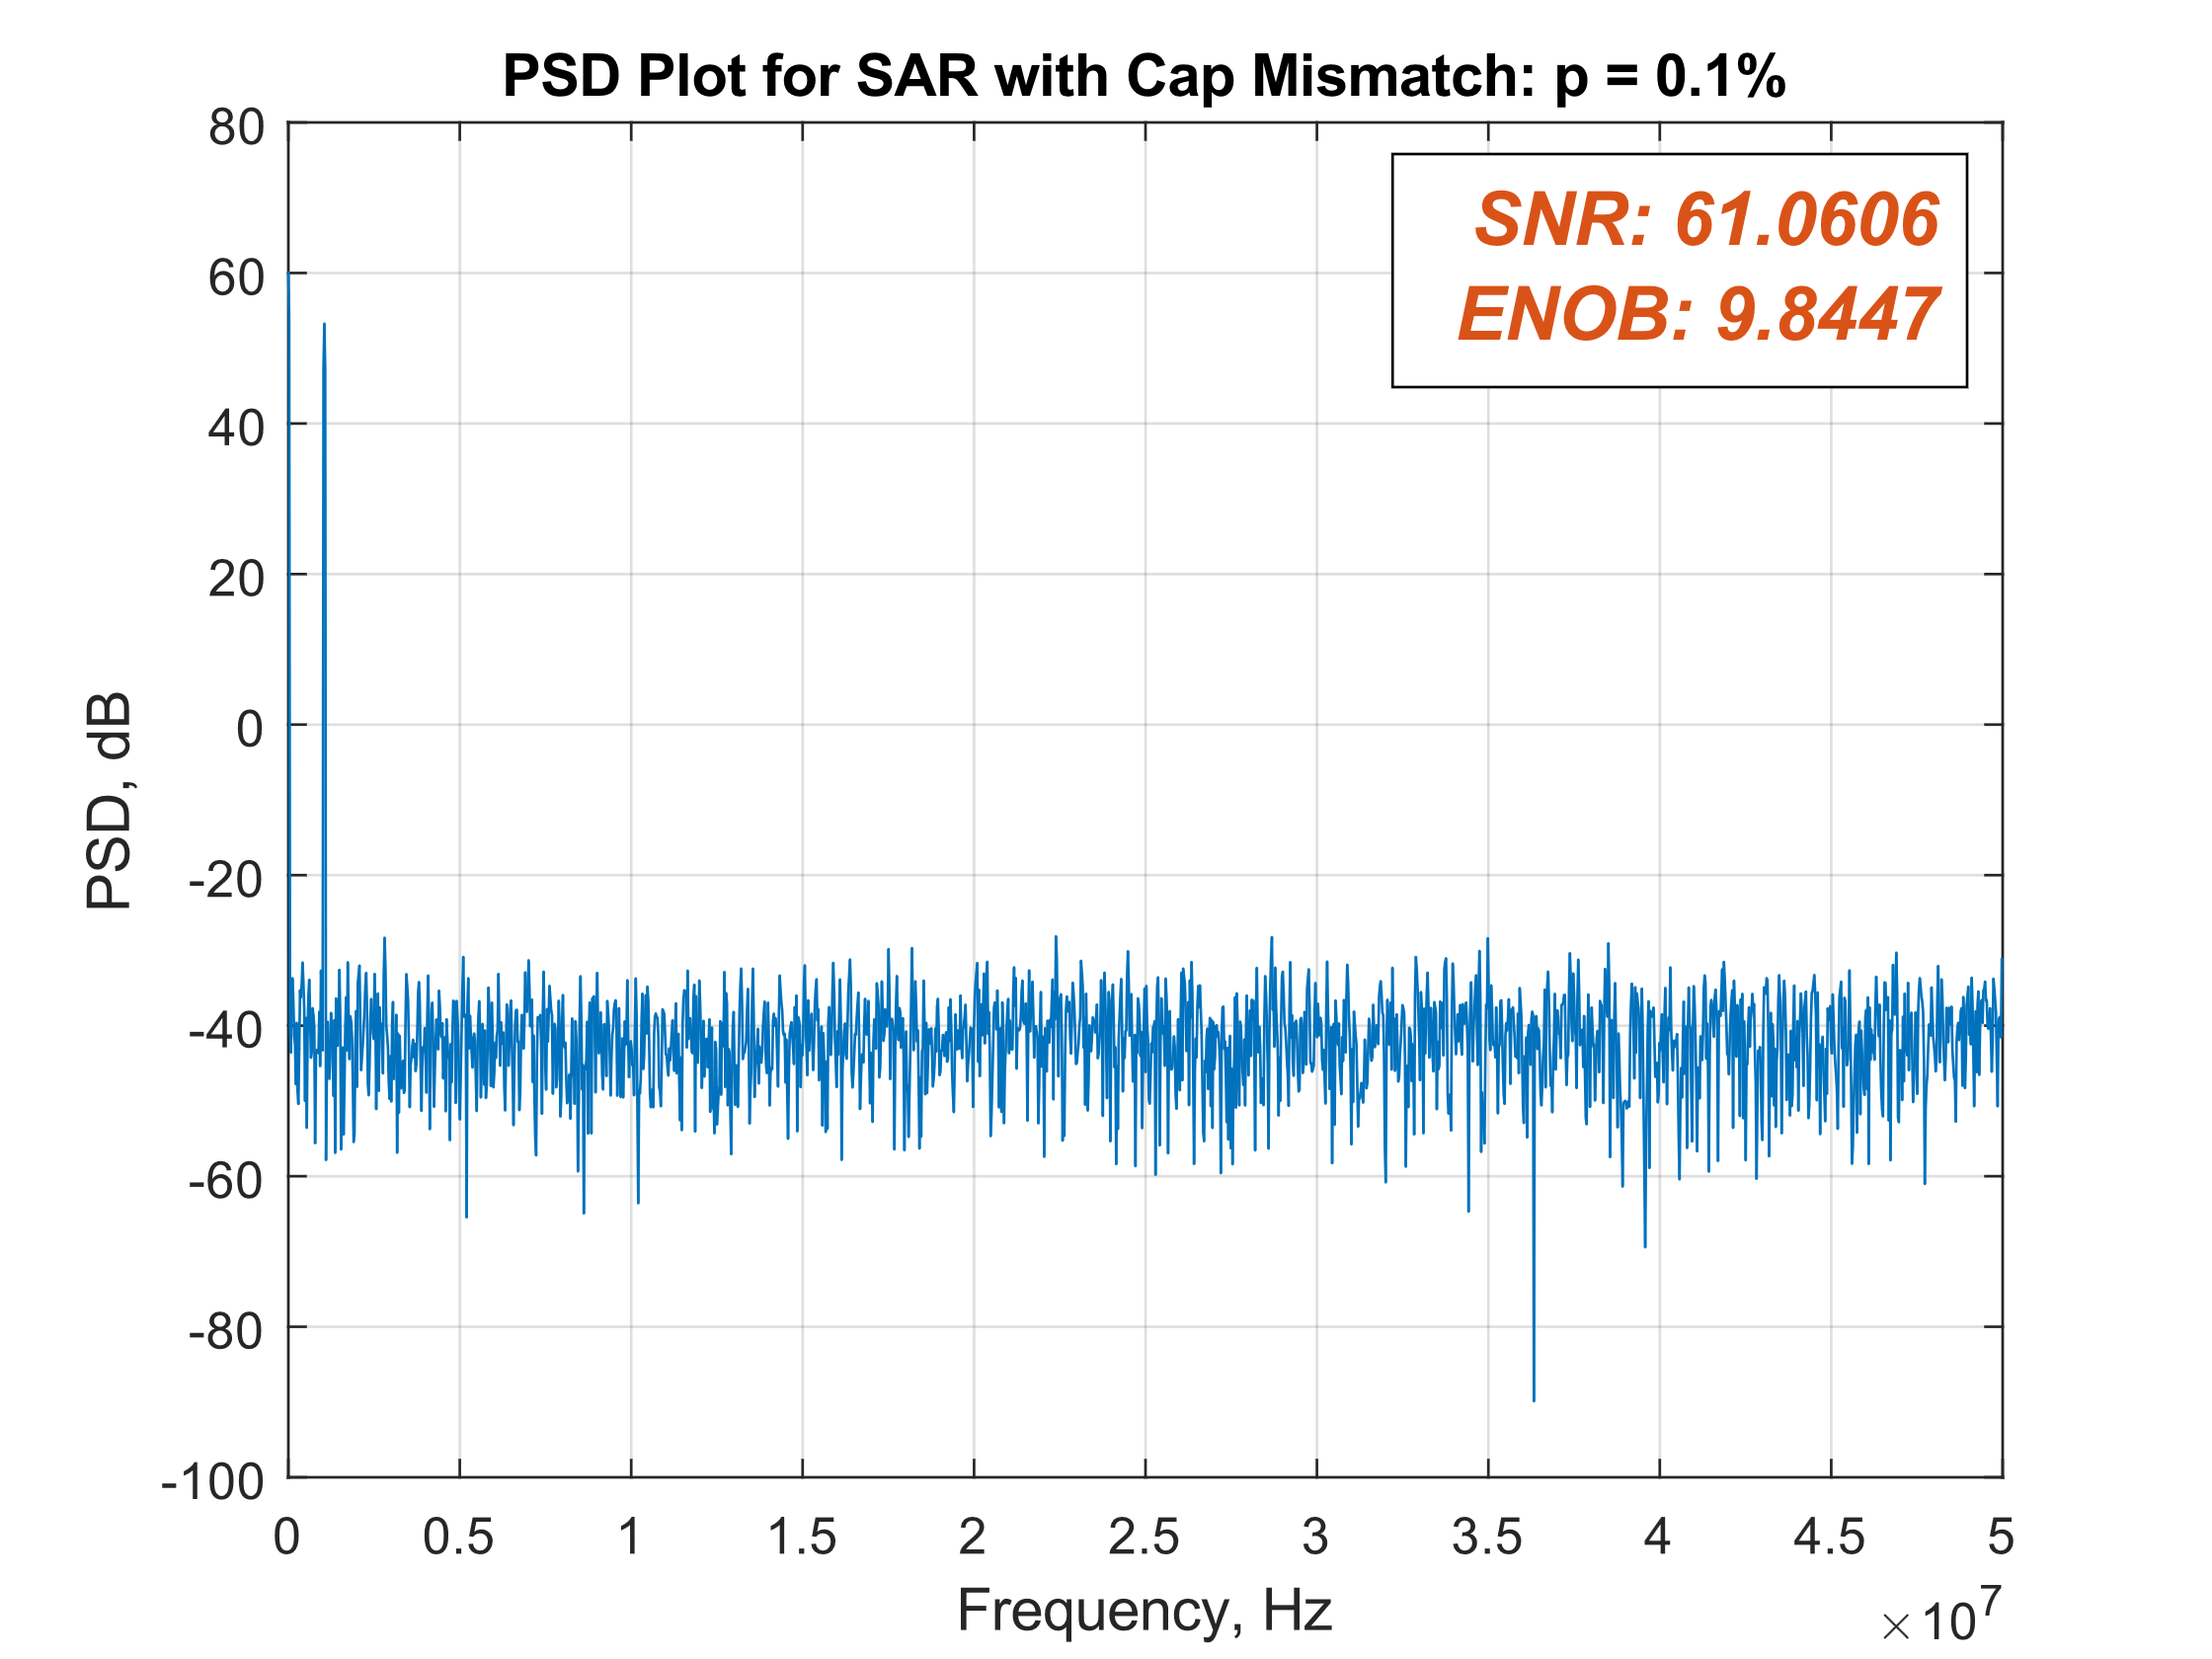 PSD Plot for SAR with Cap Mismatch: p = 0.1%
SNR: 61.0606
ENOB: 9.8447
80
60
40
20
0
-20
-40
-60
-80
-100
PSD, dB
0 0.5 1 1.5 2 2.5 3 3.5 4 4.5 5
Frequency, Hz
×10^7